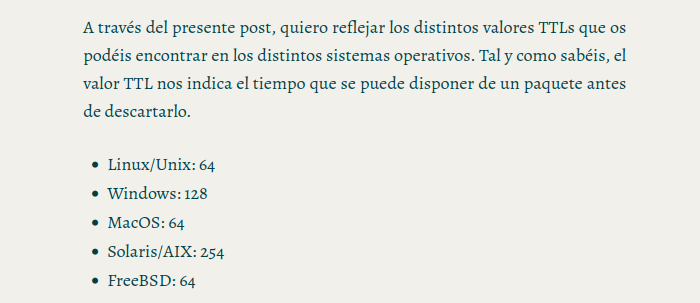 A través del presente post, quiero reflejar los distintos valores TTLs que os
podéis encontrar en los distintos sistemas operativos. Tal y como sabéis, el
valor TTL nos indica el tiempo que se puede disponer de un paquete antes
de descartarlo.
• Linux/Unix: 64
• Windows: 128
• MacOS: 64
• Solaris/AIX: 254
• FreeBSD: 64